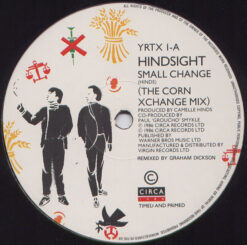 YRTX 1-A
HINDSIGHT
SMALL CHANGE
(HINDS)
(THE CORN
XCHANGE MIX)
PRODUCED BY CAMELLE HINDS
CO-PRODUCED BY
PAUL 'GROUCHO' SMYKLE
℗ 1986 CIRCA RECORDS LTD
© 1986 CIRCA RECORDS LTD
PUBLISHED BY
WARNER BROS MUSIC LTD
MANUFACTURED & DISTRIBUTED BY
VIRGIN RECORDS LTD
REMIXED BY GRAHAM DICKSON
CIRCA
TIMED AND PRIMED